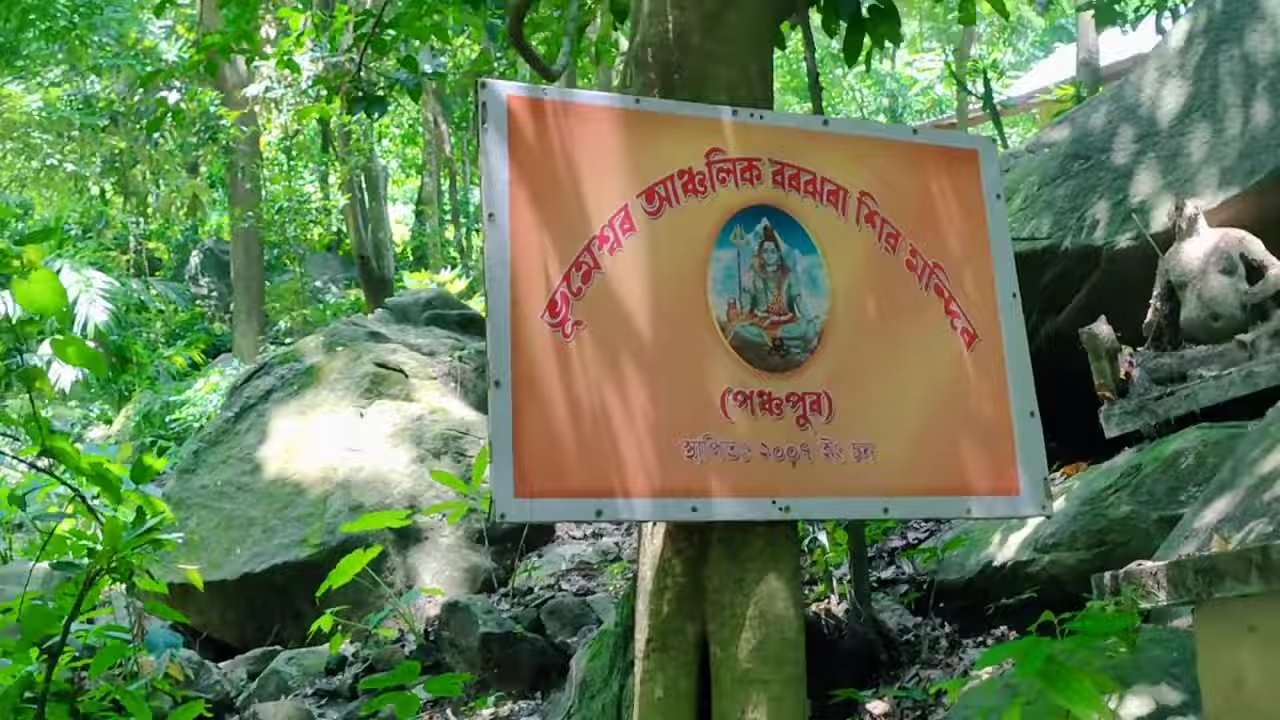 ভূমেশ্বৰ আঞ্চলিক বৰঝৰা শিৱ মন্দিৰ
(পঞ্চপুৰ)
স্থাপিতঃ ২০০৭ ইং চন